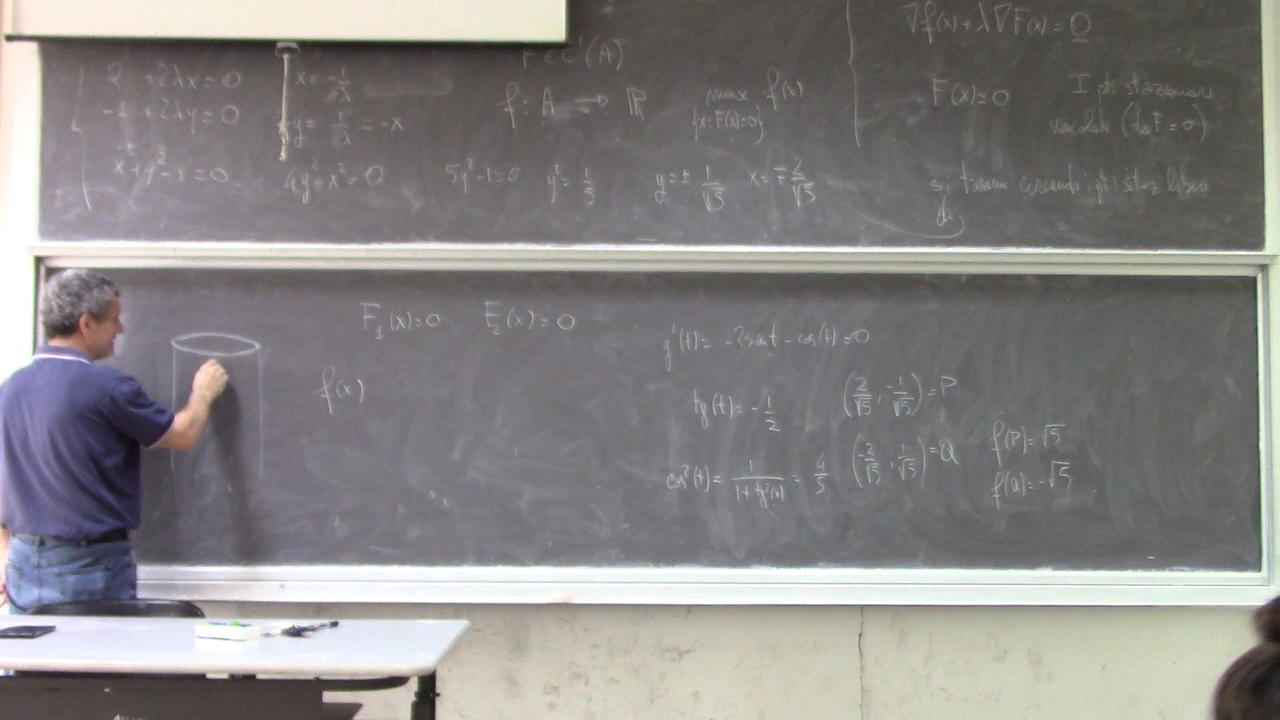 2 + 2λx = 0
-1 + 2λy = 0
x² + y² - 1 = 0
x = -1/λ
y = 1/λ = -x
4y² + x² = 0
5y² - 1 = 0   y² = 1/5   y = ± 1/√5   x = ∓ 2/√5
F ∈ C¹(A)
f : A → ℝ
max f(x)
{x: F(x)=0}
∇f(x) + λ∇F(x) = 0
F(x) = 0
I pti stazionari
vincolati (da F = 0)
si trovano cercando i pti staz liberi
di
F₁(x) = 0   F₂(x) = 0
f(x)
g'(t) = -2sent - cos(t) = 0
tg(t) = -1/2
cos²(t) = 1/(1+tg²(x)) = 4/5
(2/√5, -1/√5) = P
(-2/√5, 1/√5) = Q
f(P) = √5
f(Q) = -√5